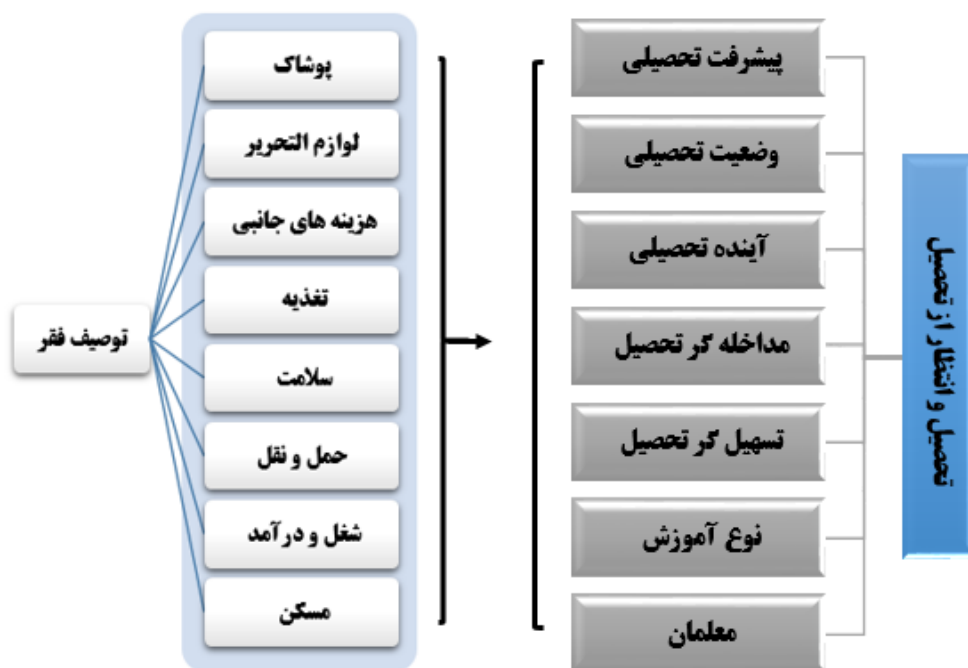 تحصیل و انتظار از تحصیل
پیشرفت تحصیلی
وضعیت تحصیلی
آینده تحصیلی
مداخله گر تحصیل
تسهیل گر تحصیل
نوع آموزش
معلمان
پوشاک
لوازم التحریر
هزینه های جانبی
تغذیه
سلامت
حمل و نقل
شغل و درآمد
مسکن
توصیف فقر